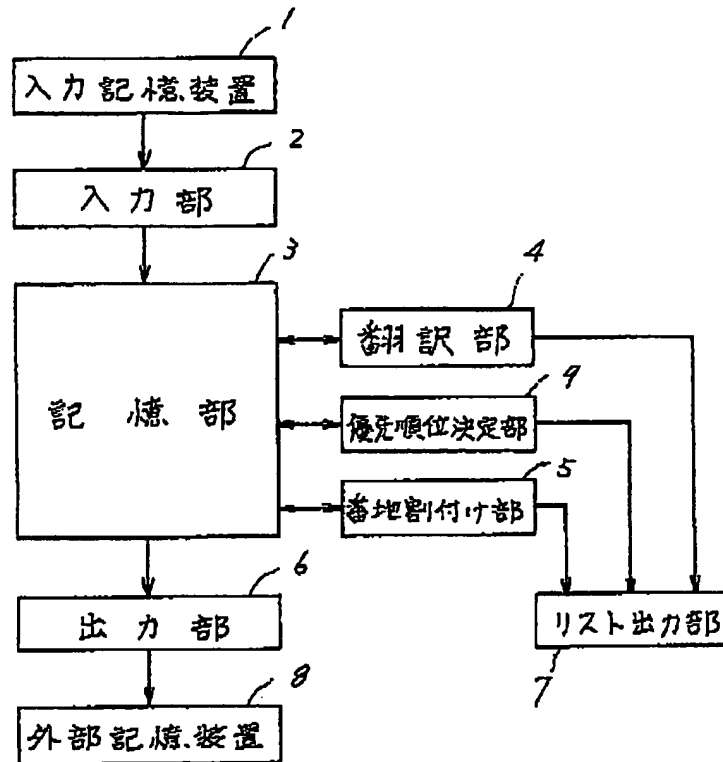 1
入力記憶装置
2
入力部
3
記憶部
4
翻訳部
9
優先順位決定部
5
番地割付け部
6
出力部
リスト出力部
7
8
外部記憶装置